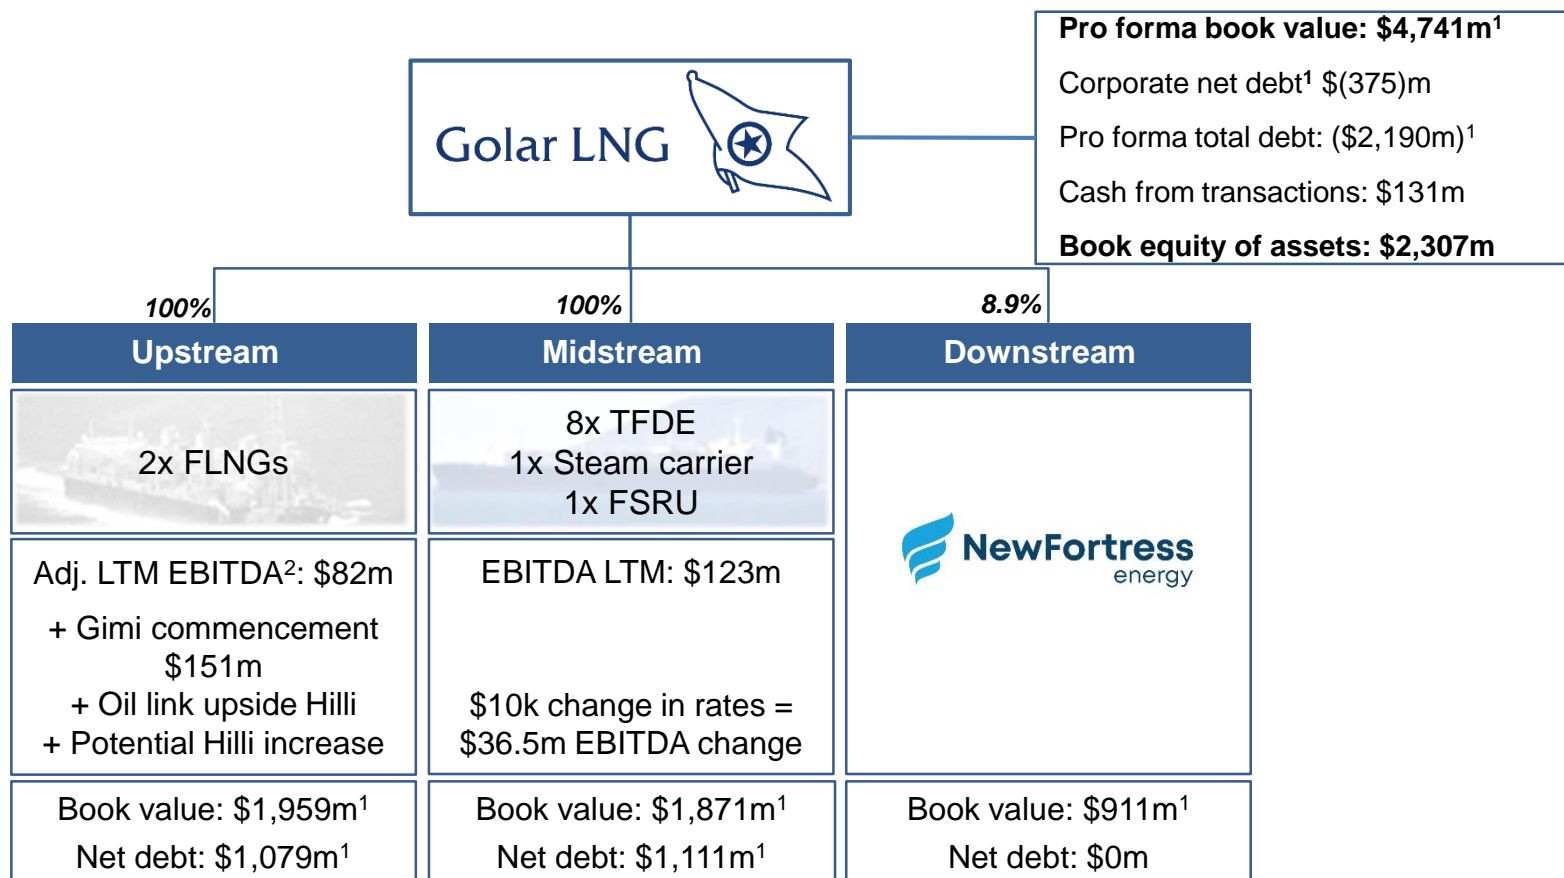 Pro forma book value: $4,741m¹
Corporate net debt¹ $(375)m
Pro forma total debt: ($2,190m)¹
Cash from transactions: $131m
Book equity of assets: $2,307m
Golar LNG
100%
100%
8.9%
Upstream
Midstream
Downstream
2x FLNGs
8x TFDE
1x Steam carrier
1x FSRU
NewFortress
energy
Adj. LTM EBITDA²: $82m
+ Gimi commencement
$151m
+ Oil link upside Hilli
+ Potential Hilli increase
EBITDA LTM: $123m
$10k change in rates =
$36.5m EBITDA change
Book value: $1,959m¹
Net debt: $1,079m¹
Book value: $1,871m¹
Net debt: $1,111m¹
Book value: $911m¹
Net debt: $0m